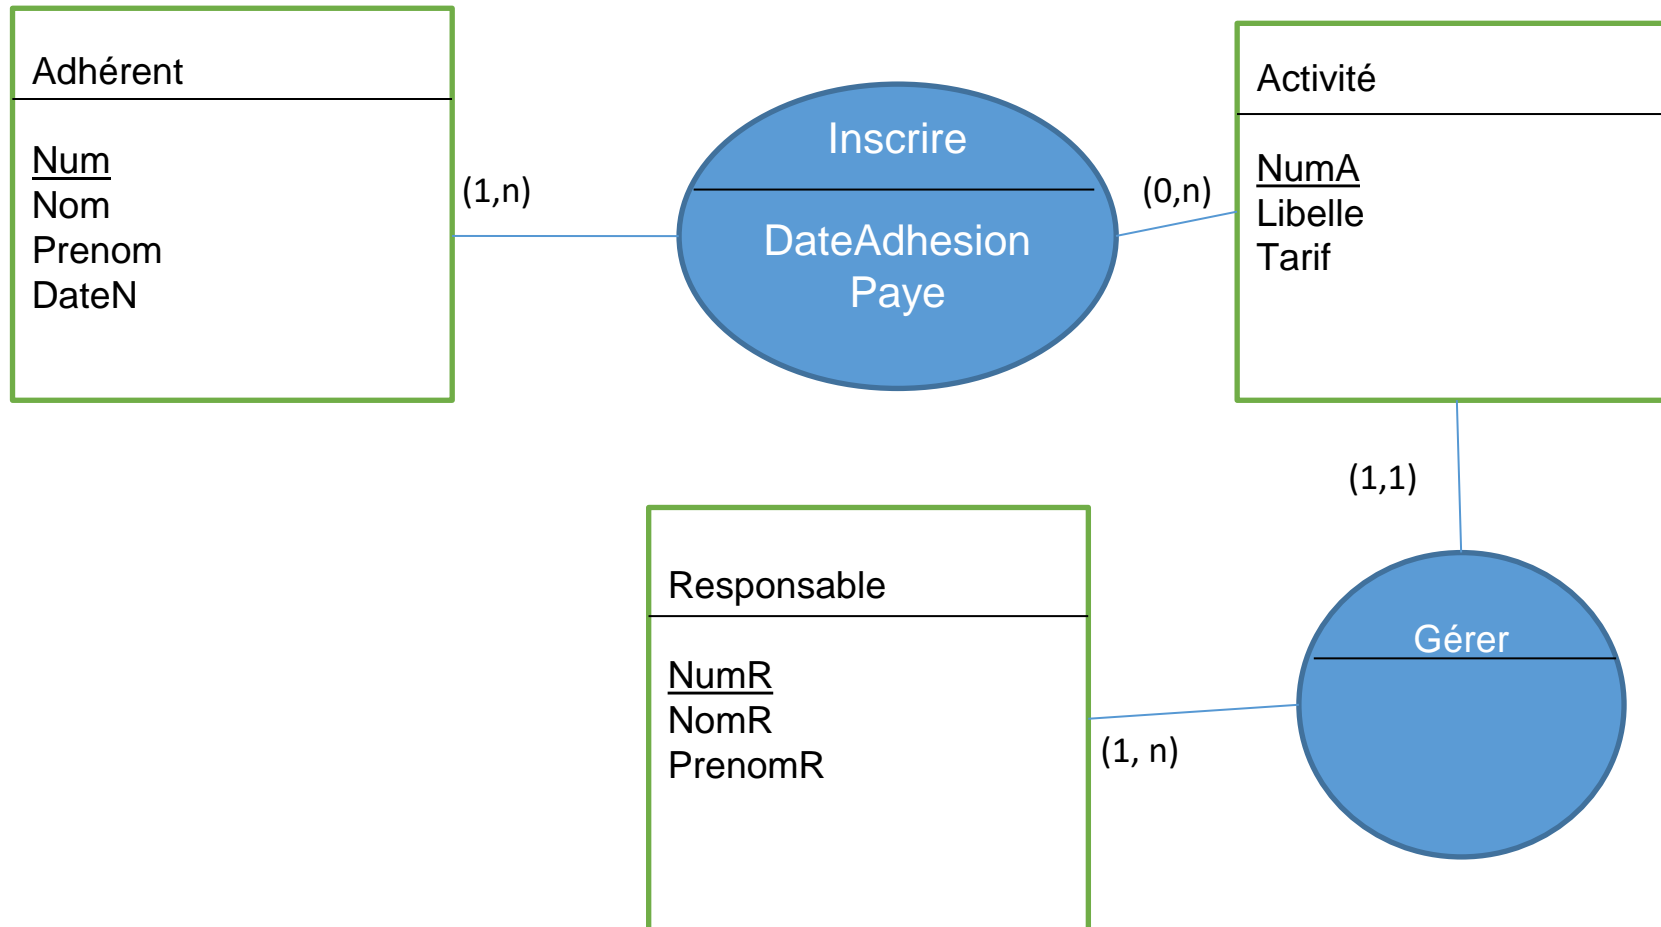 Adhérent
Num
Nom
Prenom
DateN
(1,n)
Inscrire
DateAdhesion
Paye
(0,n)
Activité
NumA
Libelle
Tarif
(1,1)
Responsable
NumR
NomR
PrenomR
(1, n)
Gérer